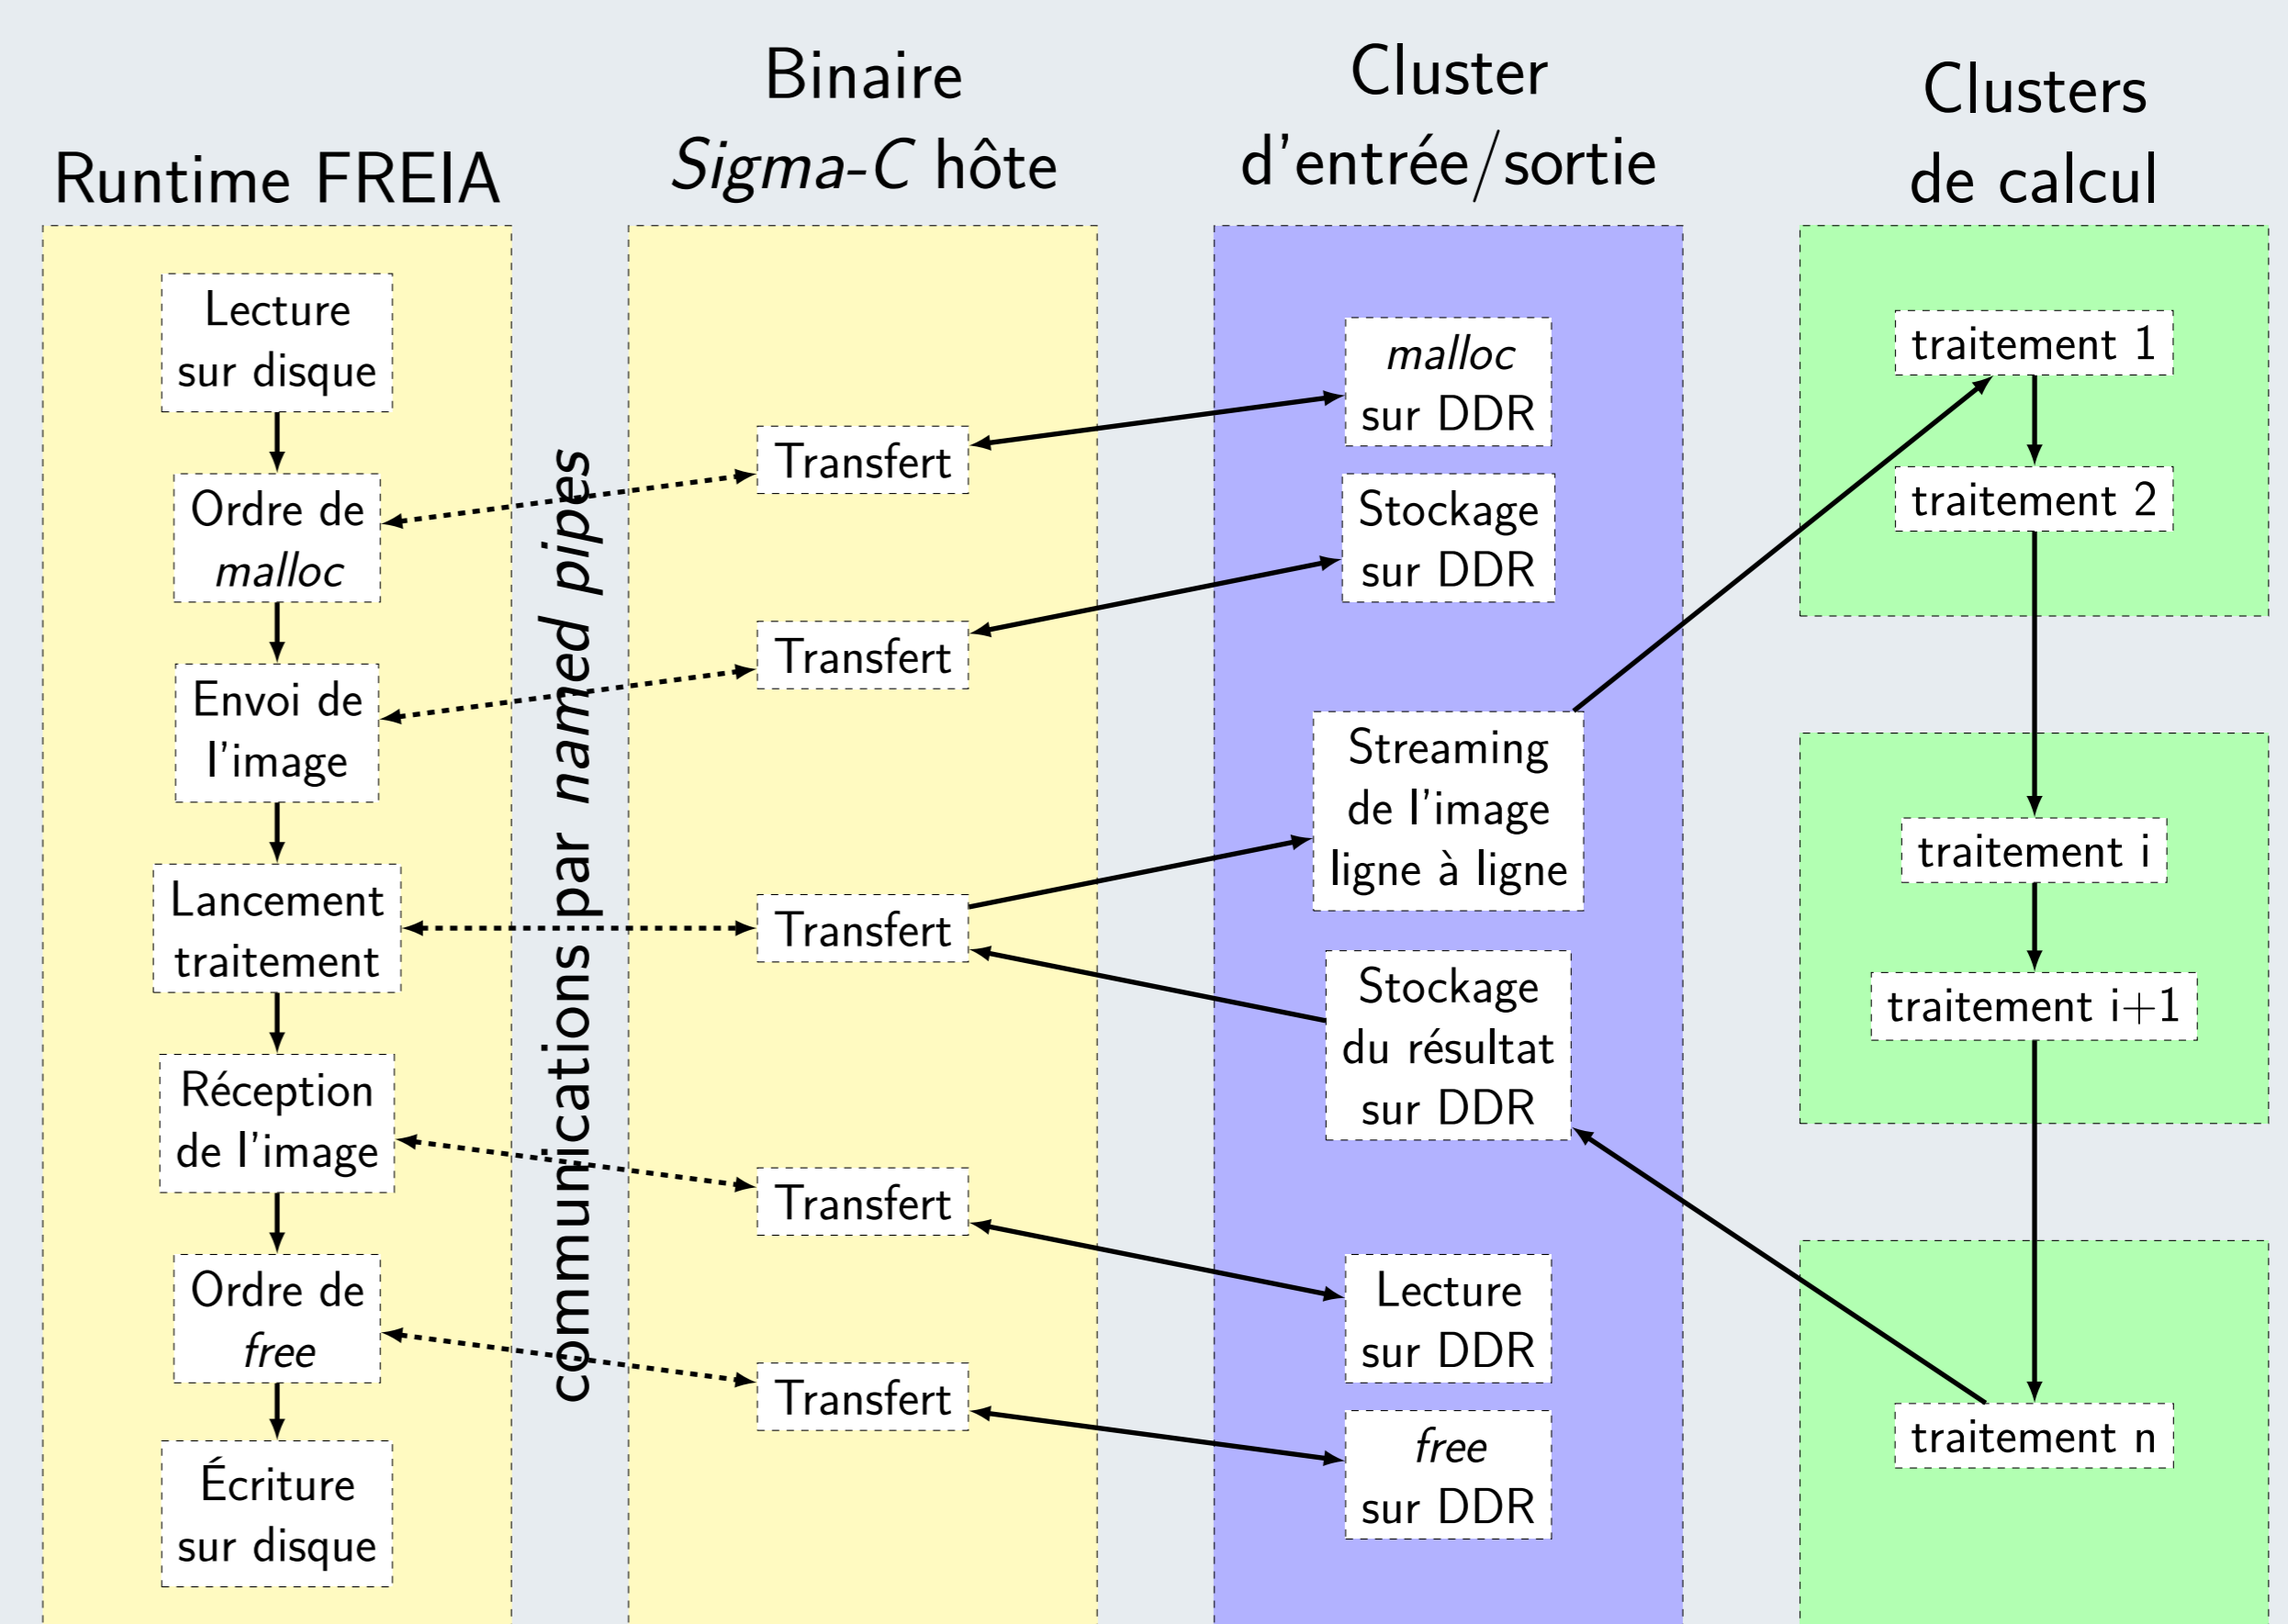 Runtime FREIA
Lecture
sur disque
Ordre de
malloc
Envoi de
l'image
Lancement
traitement
Réception
de l'image
Ordre de
free
Écriture
sur disque
communications par named pipes
Binaire
Sigma-C hôte
Transfert
Transfert
Transfert
Transfert
Transfert
Cluster
d'entrée/sortie
malloc
sur DDR
Stockage
sur DDR
Streaming
de l'image
ligne à ligne
Stockage
du résultat
sur DDR
Lecture
sur DDR
free
sur DDR
Clusters
de calcul
traitement 1
traitement 2
traitement i
traitement i+1
traitement n